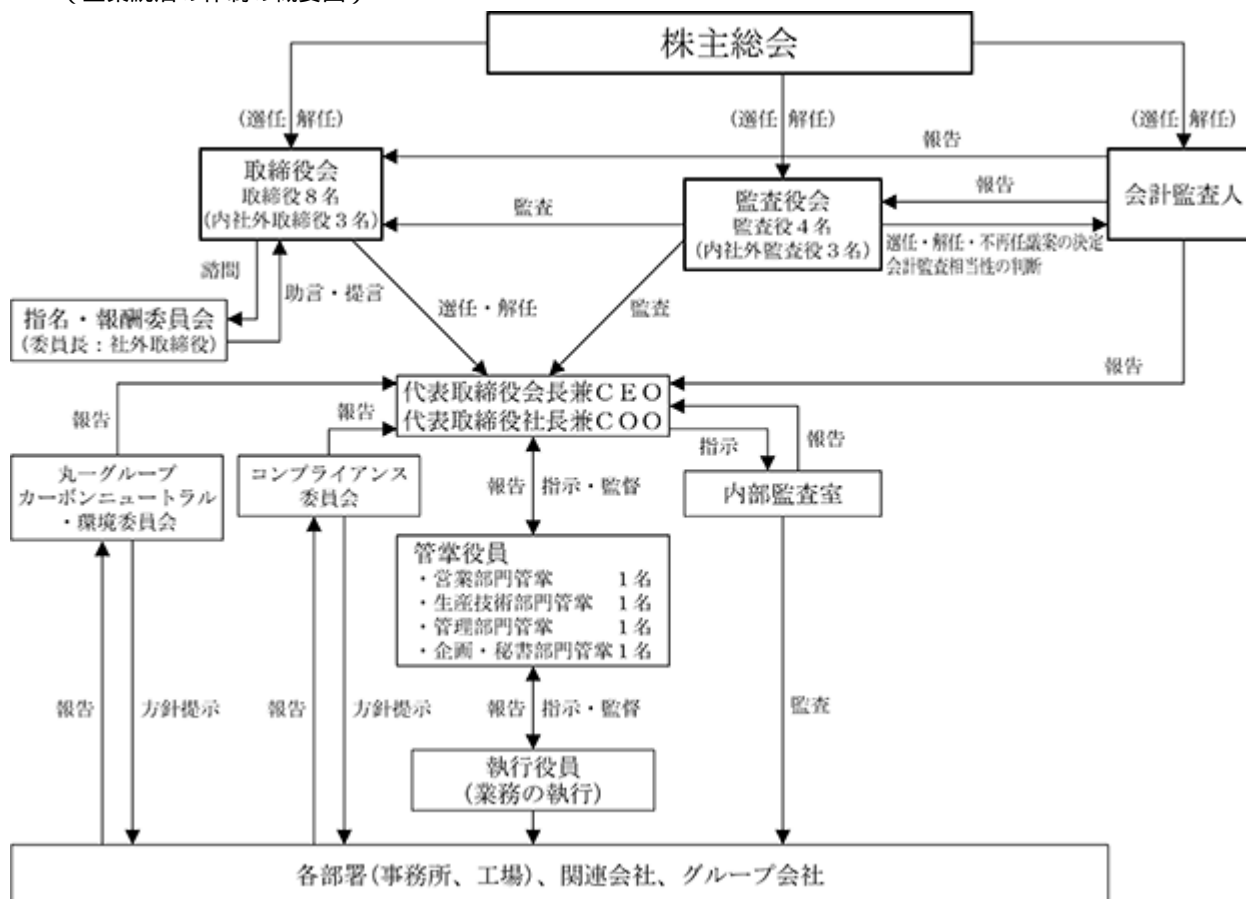 株主総会
(選任 解任)
(選任 解任)
(選任 解任)
報告
取締役会
取締役8名
(内社外取締役3名)
監査
監査役会
監査役4名
(内社外監査役3名)
報告
会計監査人
選任・解任・不再任議案の決定
会計監査相当性の判断
諮問
助言・提言
選任・解任
監査
指名・報酬委員会
(委員長:社外取締役)
報告
代表取締役会長兼CEO
代表取締役社長兼COO
報告
報告
指示
報告
丸一グループ
カーボンニュートラル
・環境委員会
コンプライアンス
委員会
報告 指示・監督
内部監査室
管掌役員
・営業部門管掌 1名
・生産技術部門管掌 1名
・管理部門管掌 1名
・企画・秘書部門管掌 1名
報告
方針提示
報告
方針提示
報告 指示・監督
監査
執行役員
(業務の執行)
各部署(事務所、工場)、関連会社、グループ会社